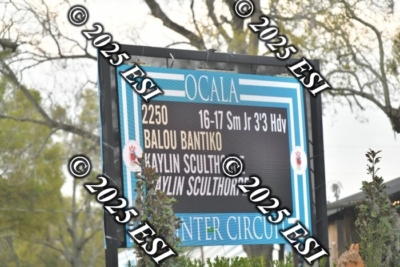 OCALA
2250 16-17 Sm Jr 3'3 Hdv
BALOU BANTIKO
KAYLIN SCULTHORPE
KAYLIN SCULTHORPE
WINTER CIRCUIT
© 2025 ESI
© 2025 ESI
© 2025 ESI
© 2025 ESI
© 2025 ESI